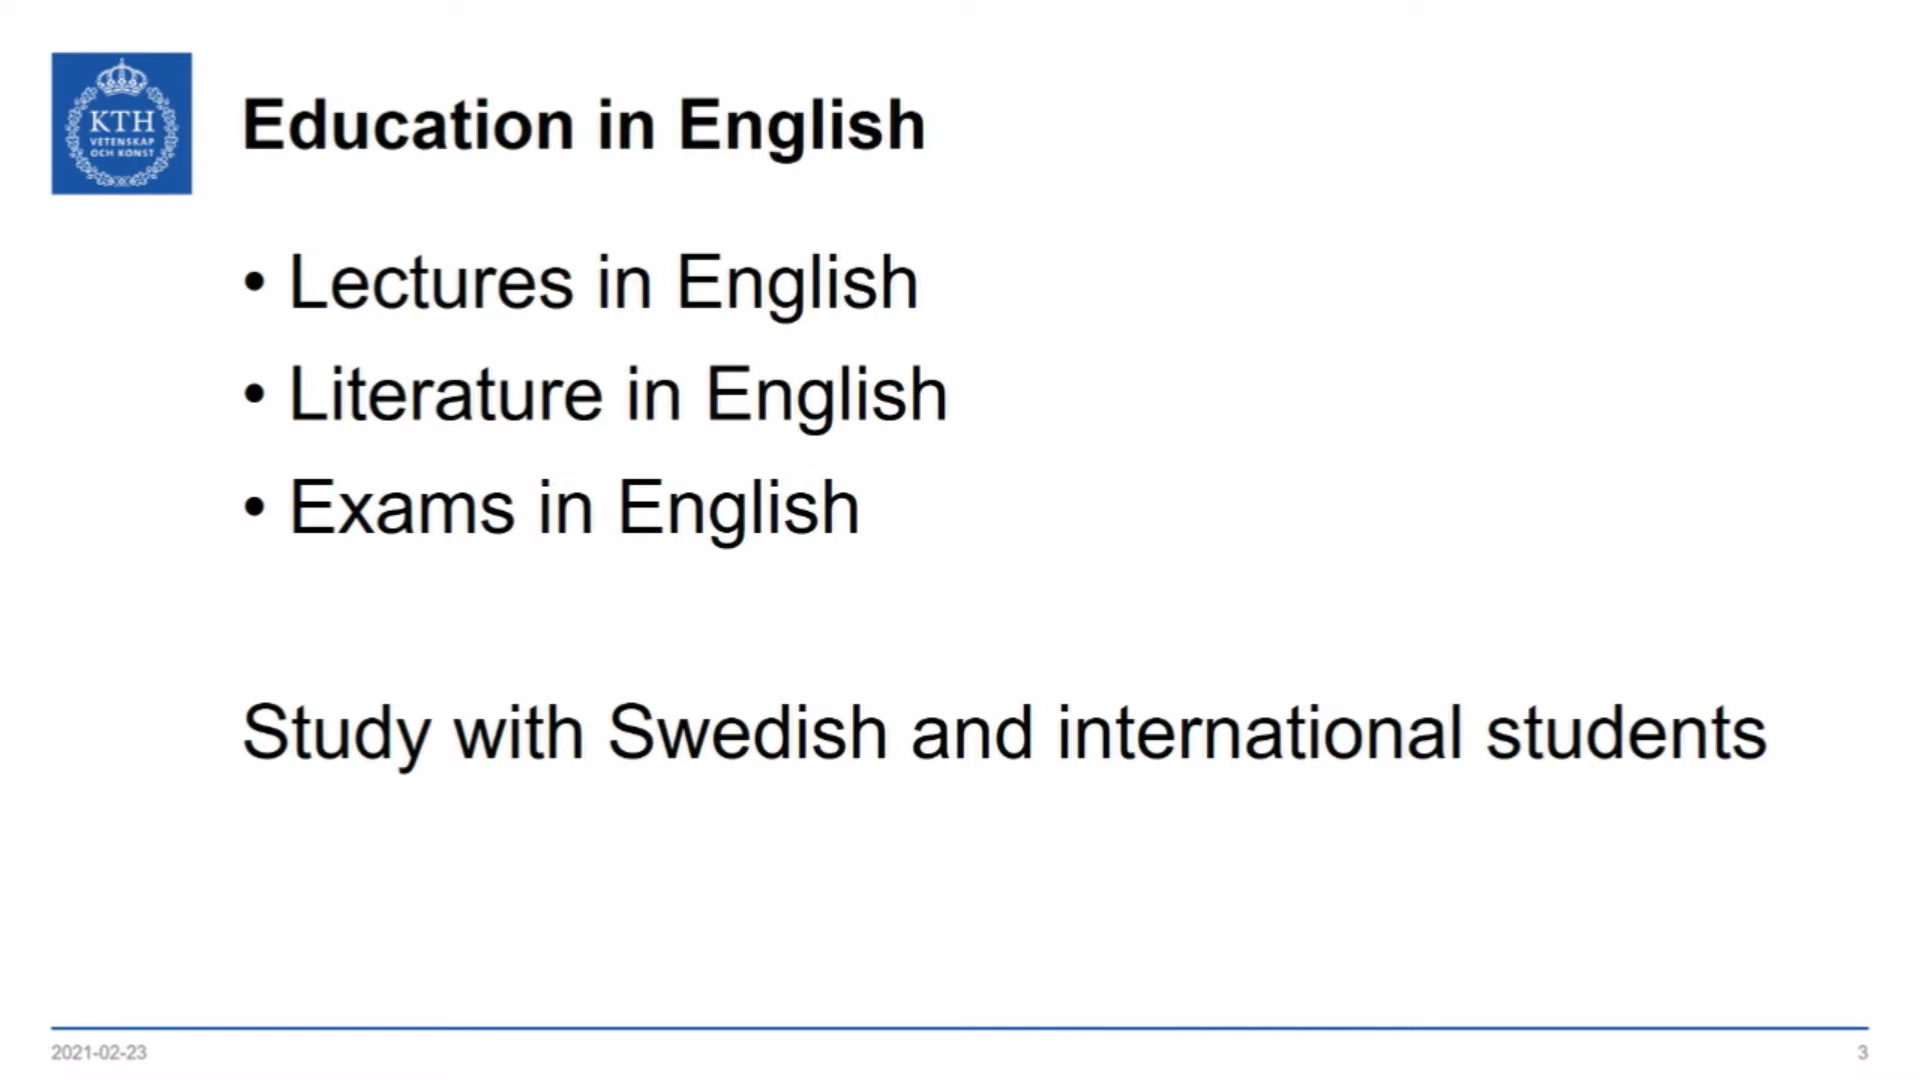 KTH
VETENSKAP
OCH KONST
Education in English
• Lectures in English
• Literature in English
• Exams in English
Study with Swedish and international students
2021-02-23
3